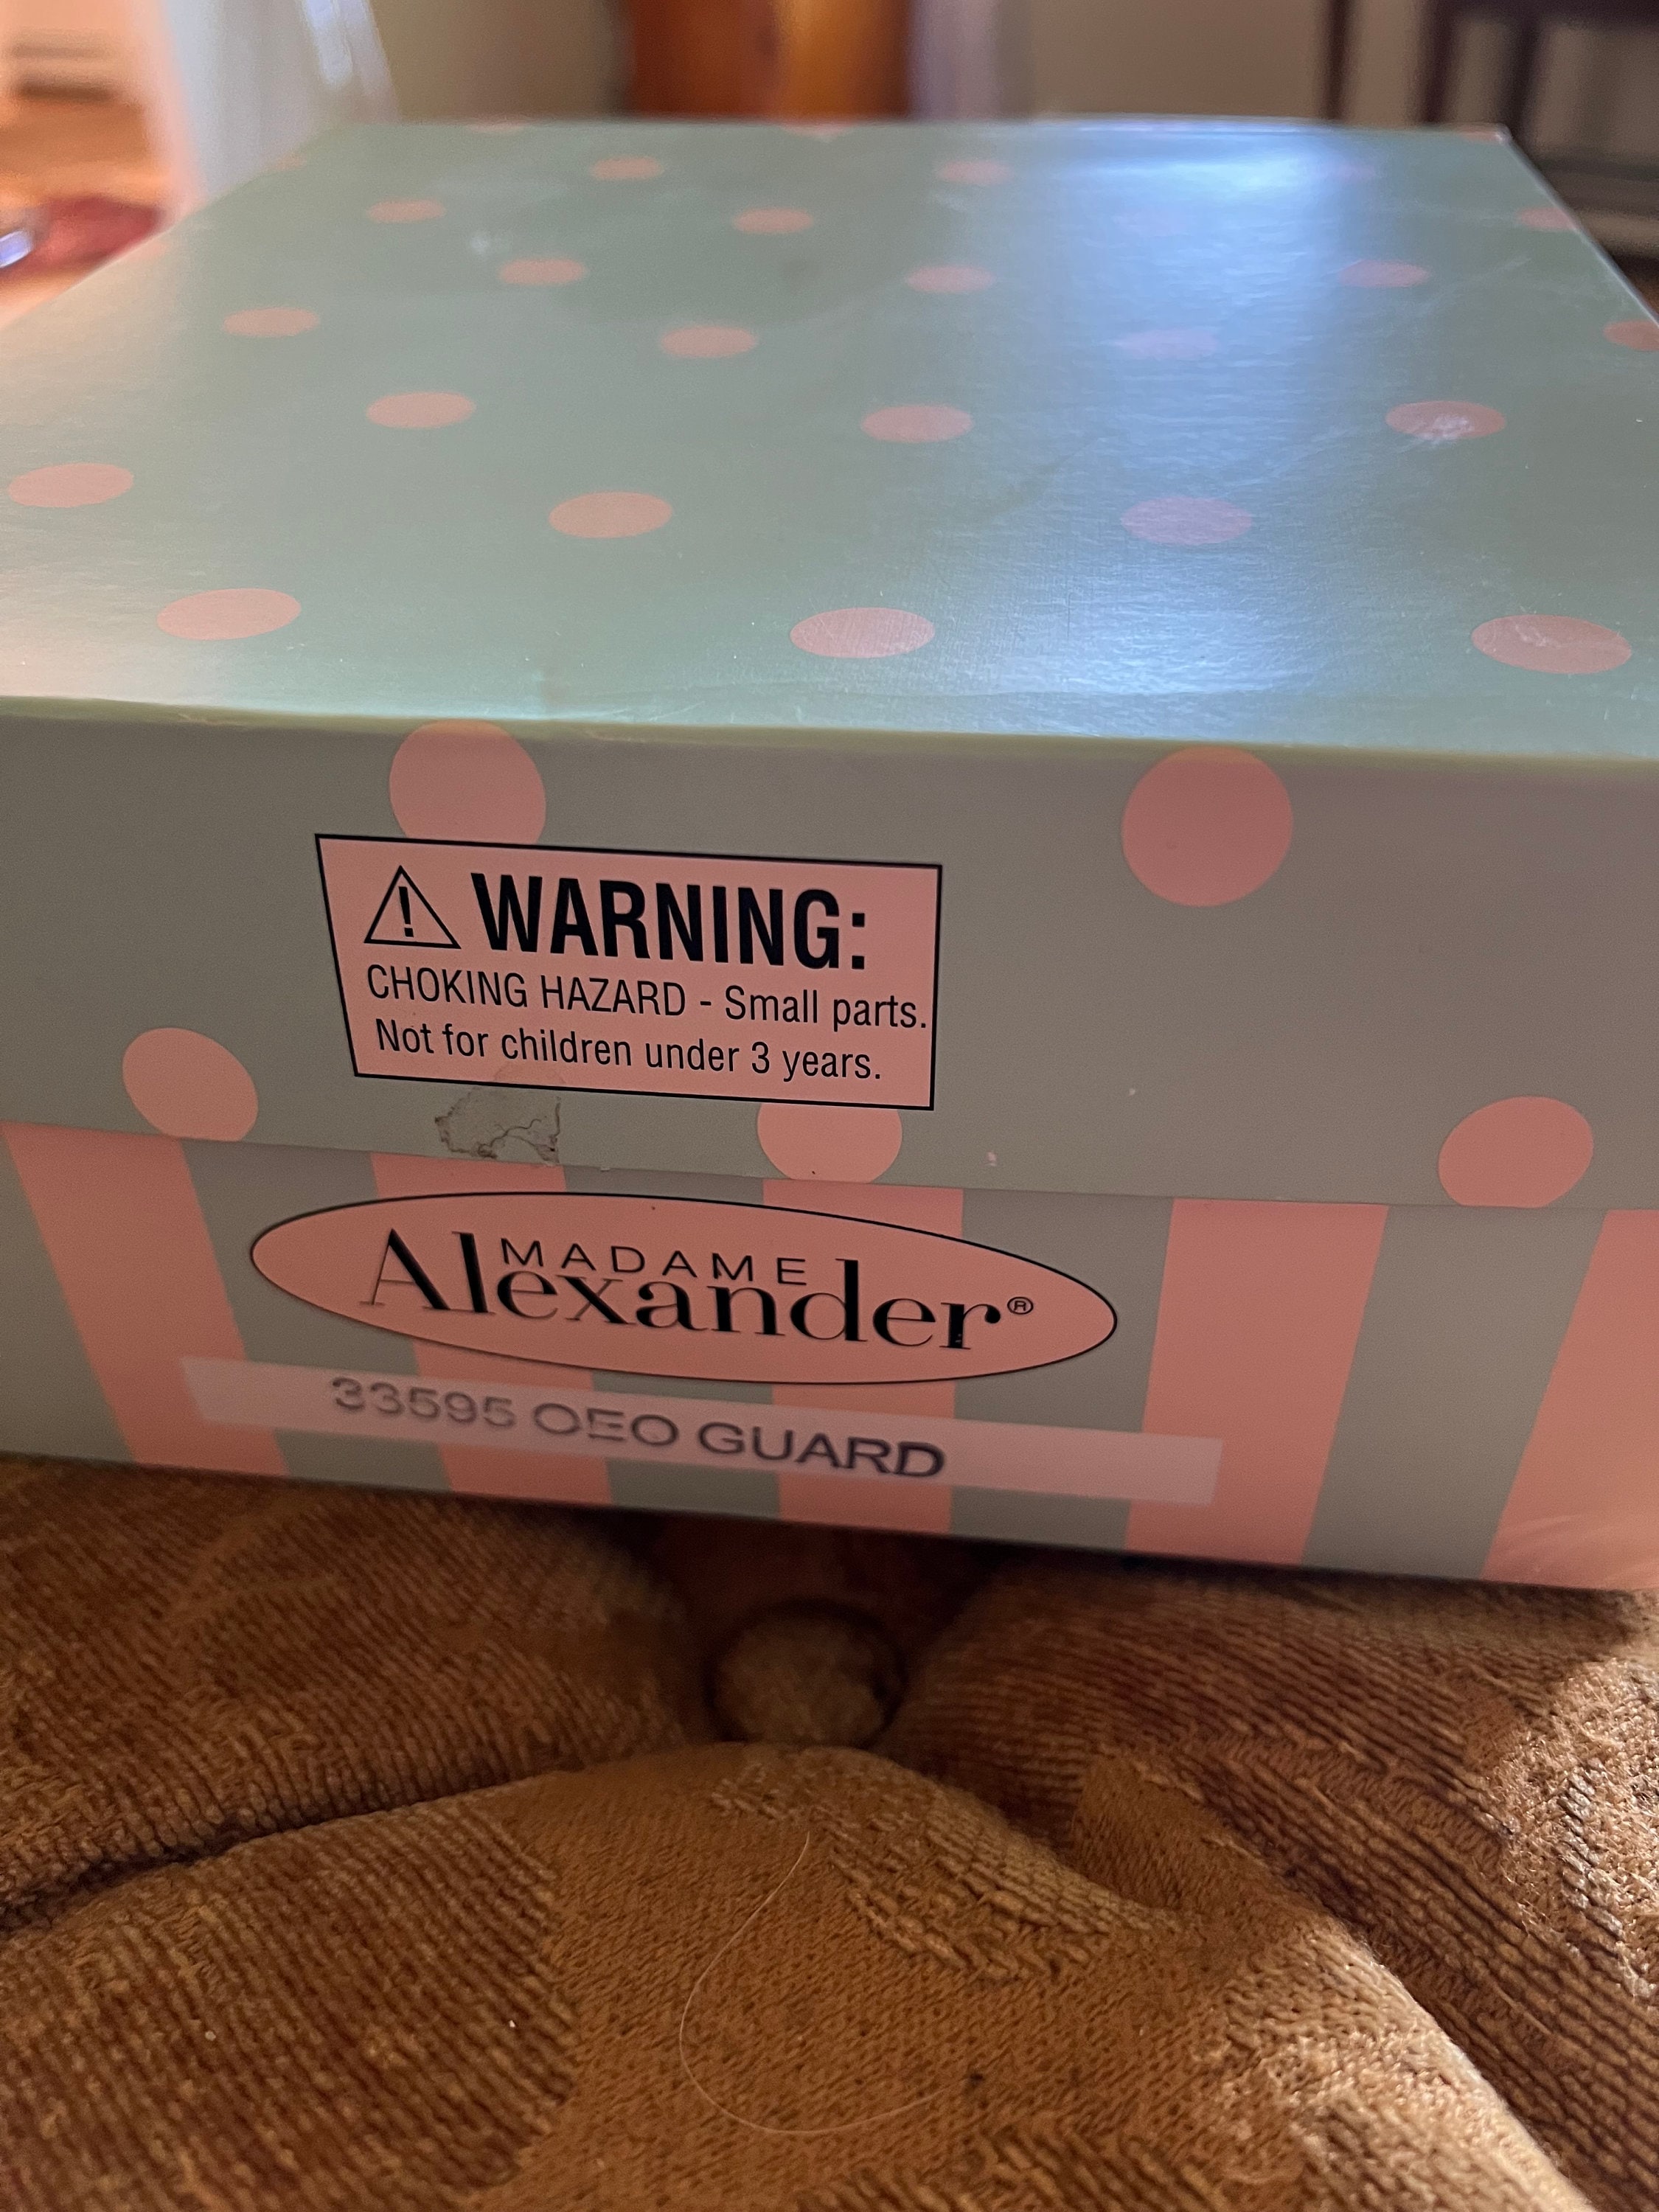 WARNING:
CHOKING HAZARD - Small parts.
Not for children under 3 years.
MADAME
Alexander®
33595 OEO GUARD